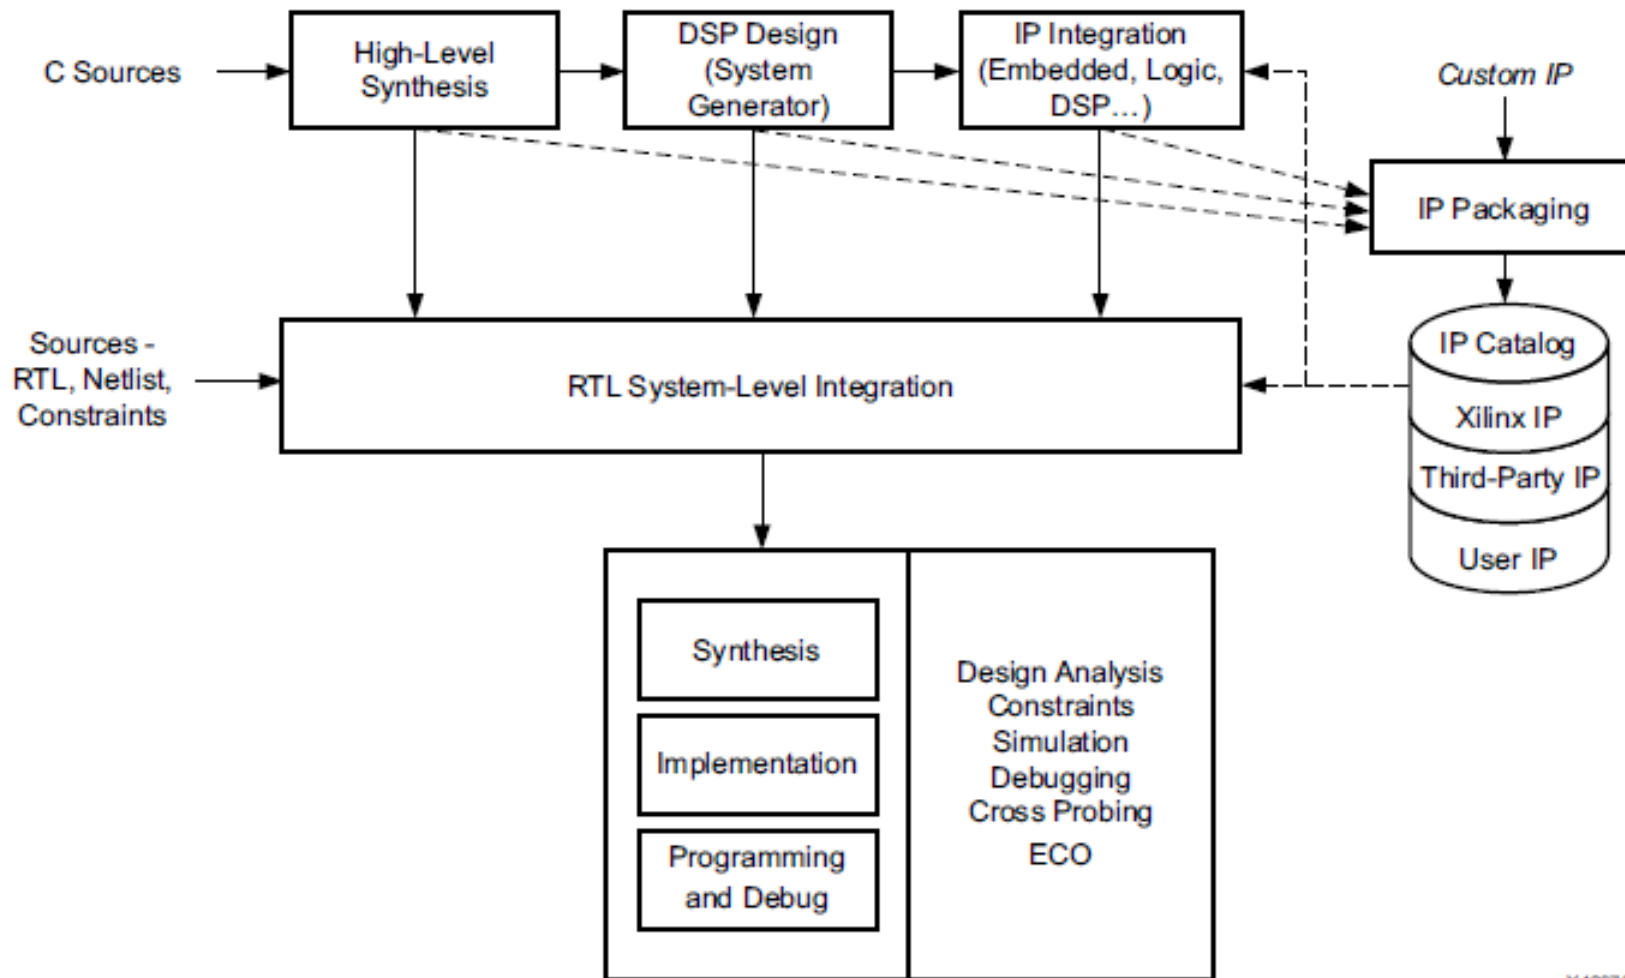 C Sources
High-Level
Synthesis
DSP Design
(System
Generator)
IP Integration
(Embedded, Logic,
DSP...)
Custom IP
IP Packaging
Sources -
RTL, Netlist,
Constraints
RTL System-Level Integration
IP Catalog
Xilinx IP
Third-Party IP
User IP
Synthesis
Implementation
Programming
and Debug
Design Analysis
Constraints
Simulation
Debugging
Cross Probing
ECO